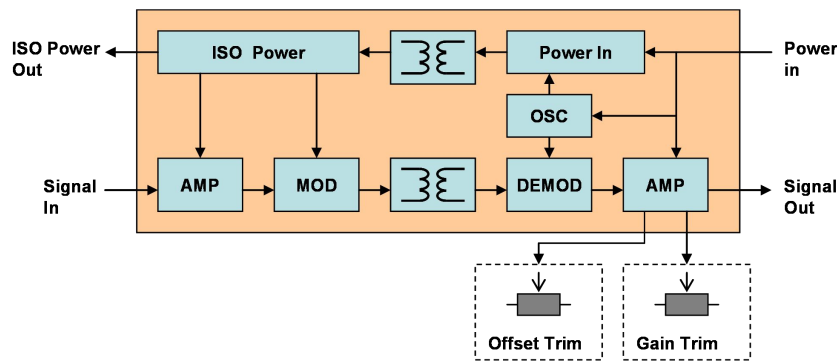 ISO Power
Out
ISO  Power
Power In
Power
in
OSC
Signal
In
AMP
MOD
DEMOD
AMP
Signal
Out
Offset Trim
Gain Trim